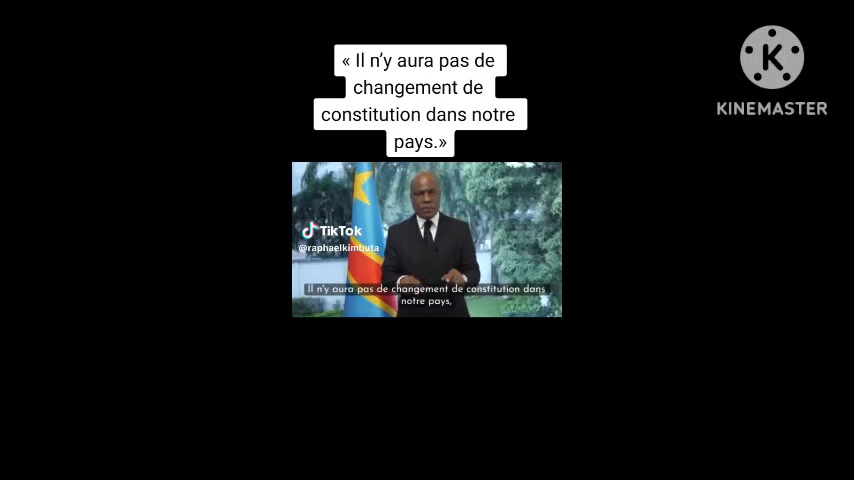 « Il n’y aura pas de
changement de
constitution dans notre
pays.»
KINEMASTER
TikTok
@raphaelkimbuta
Il n'y aura pas de changement de constitution dans
notre pays,